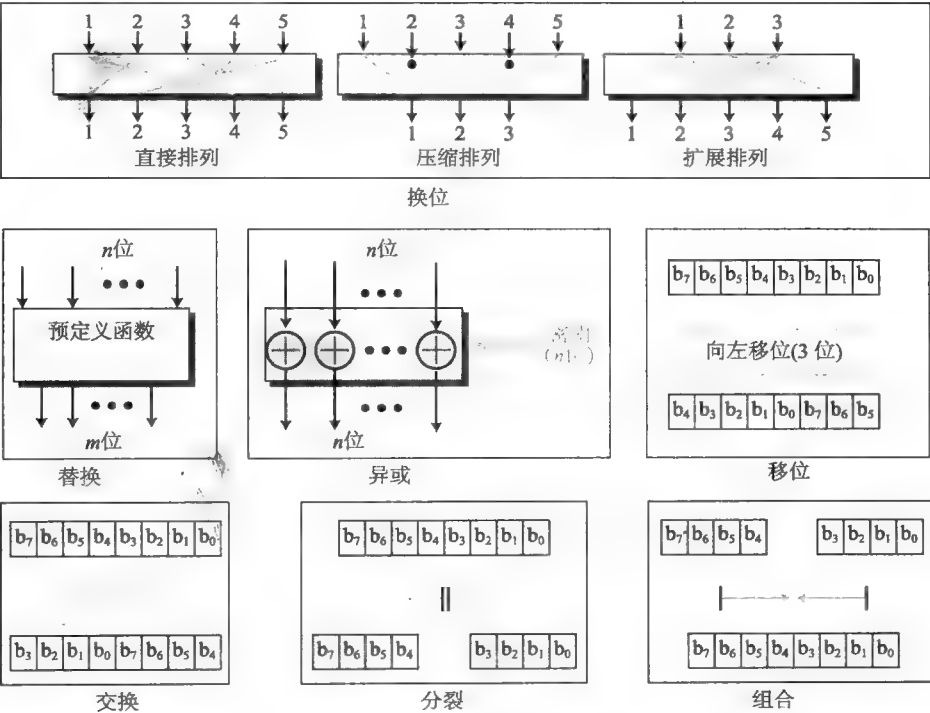 1 2 3 4 5
1 2 3 4 5
直接排列
1 2 3 4 5
1 2 3
压缩排列
1 2 3
1 2 3 4 5
扩展排列
换位
n位
预定义函数
m位
替换
n位
n位
异或
b₇ b₆ b₅ b₄ b₃ b₂ b₁ b₀
向左移位(3 位)
b₄ b₃ b₂ b₁ b₀ b₇ b₆ b₅
移位
b₇ b₆ b₅ b₄ b₃ b₂ b₁ b₀
b₃ b₂ b₁ b₀ b₇ b₆ b₅ b₄
交换
b₇ b₆ b₅ b₄ b₃ b₂ b₁ b₀
b₇ b₆ b₅ b₄ b₃ b₂ b₁ b₀
分裂
b₇ b₆ b₅ b₄ b₃ b₂ b₁ b₀
b₇ b₆ b₅ b₄ b₃ b₂ b₁ b₀
组合